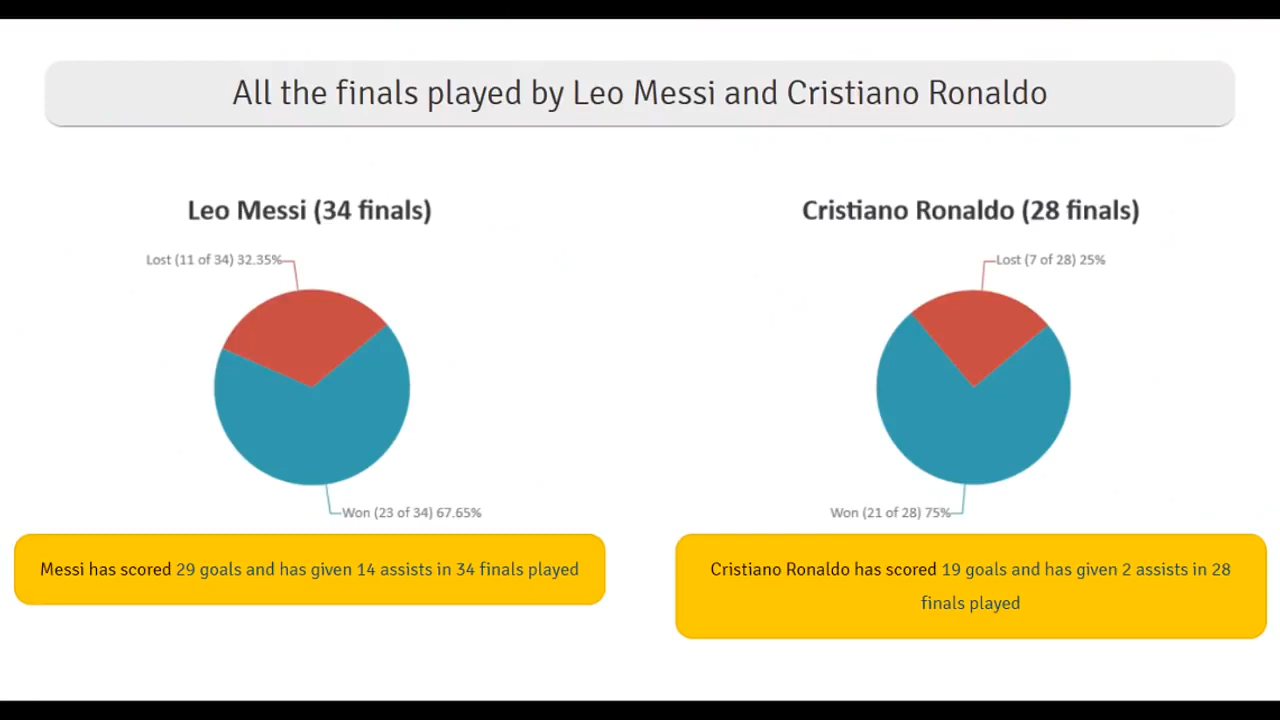 All the finals played by Leo Messi and Cristiano Ronaldo
Leo Messi (34 finals)
Lost (11 of 34) 32.35%
Won (23 of 34) 67.65%
Messi has scored 29 goals and has given 14 assists in 34 finals played
Cristiano Ronaldo (28 finals)
Lost (7 of 28) 25%
Won (21 of 28) 75%
Cristiano Ronaldo has scored 19 goals and has given 2 assists in 28
finals played